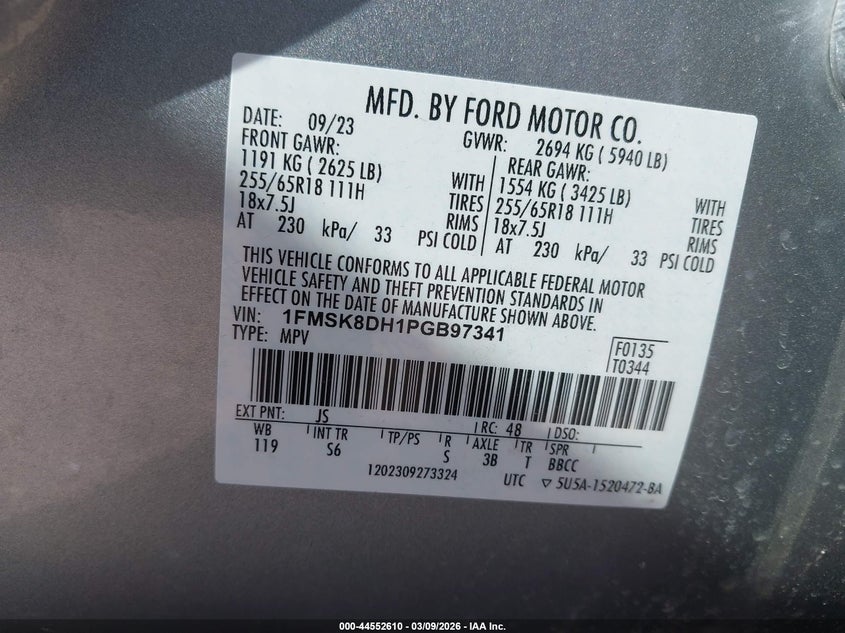 MFD. BY FORD MOTOR CO.
DATE: 09/23 GVWR: 2694 KG ( 5940 LB)
FRONT GAWR: REAR GAWR:
1191 KG ( 2625 LB) WITH 1554 KG ( 3425 LB) WITH
255/65R18 111H TIRES 255/65R18 111H TIRES
18x7.5J RIMS 18x7.5J RIMS
AT 230 kPa/ 33 PSI COLD AT 230 kPa/ 33 PSI COLD
THIS VEHICLE CONFORMS TO ALL APPLICABLE FEDERAL MOTOR
VEHICLE SAFETY AND THEFT PREVENTION STANDARDS IN
EFFECT ON THE DATE OF MANUFACTURE SHOWN ABOVE.
VIN: 1FMSK8DH1PGB97341
TYPE: MPV F0135
T0344
EXT PNT: JS RC: 48 DSO:
WB INT TR TP/PS R AXLE TR SPR
119 S6 S 3B T BBCC
1202309273324 UTC ▽ 5U5A-1520472-BA
000-44552610 - 03/09/2026 - IAA Inc.